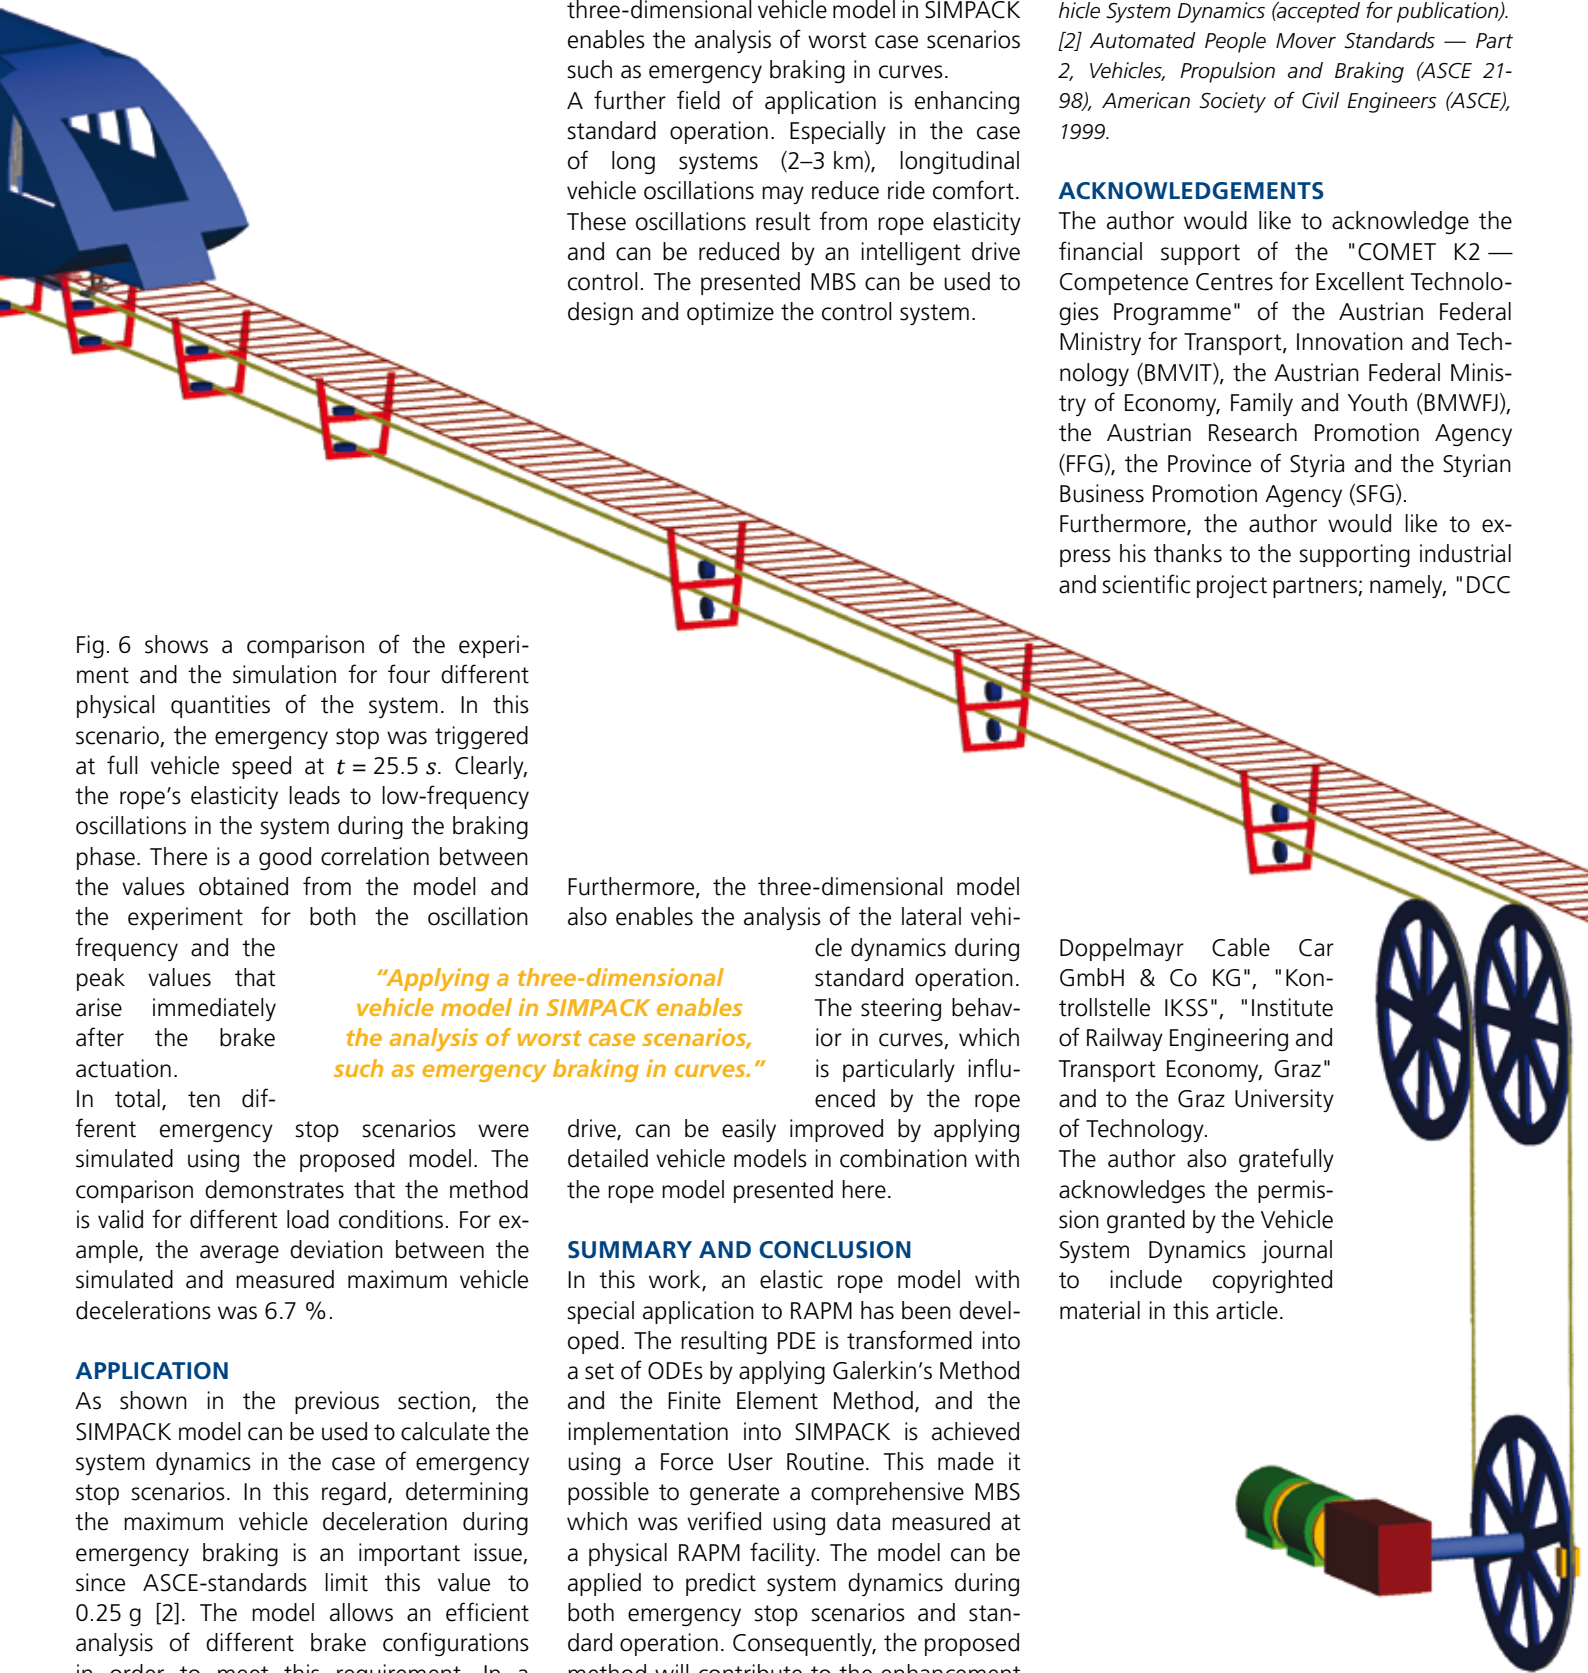 Fig. 6 shows a comparison of the experi-
ment and the simulation for four different
physical quantities of the system. In this
scenario, the emergency stop was triggered
at full vehicle speed at t = 25.5 s. Clearly,
the rope's elasticity leads to low-frequency
oscillations in the system during the braking
phase. There is a good correlation between
the values obtained from the model and
the experiment for both the oscillation
frequency and the
peak values that
arise immediately
after the brake
actuation.
In total, ten dif-
ferent emergency stop scenarios were
simulated using the proposed model. The
comparison demonstrates that the method
is valid for different load conditions. For ex-
ample, the average deviation between the
simulated and measured maximum vehicle
decelerations was 6.7 %.
APPLICATION
As shown in the previous section, the
SIMPACK model can be used to calculate the
system dynamics in the case of emergency
stop scenarios. In this regard, determining
the maximum vehicle deceleration during
emergency braking is an important issue,
since ASCE-standards limit this value to
0.25 g [2]. The model allows an efficient
analysis of different brake configurations
in order to meet this requirement. In a
three-dimensional vehicle model in SIMPACK
enables the analysis of worst case scenarios
such as emergency braking in curves.
A further field of application is enhancing
standard operation. Especially in the case
of long systems (2–3 km), longitudinal
vehicle oscillations may reduce ride comfort.
These oscillations result from rope elasticity
and can be reduced by an intelligent drive
control. The presented MBS can be used to
design and optimize the control system.
Furthermore, the three-dimensional model
also enables the analysis of the lateral vehi-
cle dynamics during
standard operation.
The steering behav-
ior in curves, which
is particularly influ-
enced by the rope
drive, can be easily improved by applying
detailed vehicle models in combination with
the rope model presented here.
“Applying a three-dimensional
vehicle model in SIMPACK enables
the analysis of worst case scenarios,
such as emergency braking in curves.”
SUMMARY AND CONCLUSION
In this work, an elastic rope model with
special application to RAPM has been devel-
oped. The resulting PDE is transformed into
a set of ODEs by applying Galerkin's Method
and the Finite Element Method, and the
implementation into SIMPACK is achieved
using a Force User Routine. This made it
possible to generate a comprehensive MBS
which was verified using data measured at
a physical RAPM facility. The model can be
applied to predict system dynamics during
both emergency stop scenarios and stan-
dard operation. Consequently, the proposed
method will contribute to the enhancement
hicle System Dynamics (accepted for publication).
[2] Automated People Mover Standards — Part
2, Vehicles, Propulsion and Braking (ASCE 21-
98), American Society of Civil Engineers (ASCE),
1999.
ACKNOWLEDGEMENTS
The author would like to acknowledge the
financial support of the "COMET K2 —
Competence Centres for Excellent Technolo-
gies Programme" of the Austrian Federal
Ministry for Transport, Innovation and Tech-
nology (BMVIT), the Austrian Federal Minis-
try of Economy, Family and Youth (BMWFJ),
the Austrian Research Promotion Agency
(FFG), the Province of Styria and the Styrian
Business Promotion Agency (SFG).
Furthermore, the author would like to ex-
press his thanks to the supporting industrial
and scientific project partners; namely, "DCC
Doppelmayr Cable Car
GmbH & Co KG", "Kon-
trollstelle IKSS", "Institute
of Railway Engineering and
Transport Economy, Graz"
and to the Graz University
of Technology.
The author also gratefully
acknowledges the permis-
sion granted by the Vehicle
System Dynamics journal
to include copyrighted
material in this article.